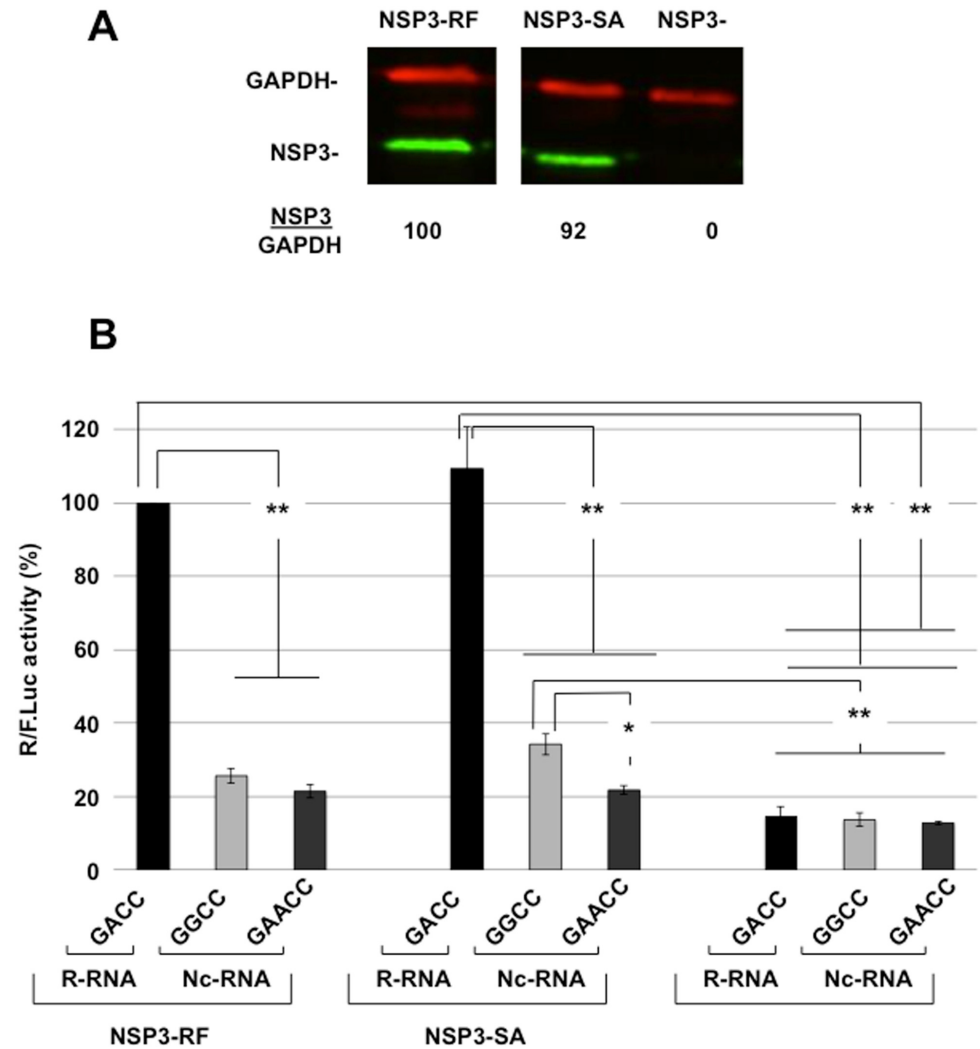 A
NSP3-RF NSP3-SA NSP3-
GAPDH-
NSP3-
NSP3
GAPDH
100 92 0
B
R/F.Luc activity (%)
120
100
80
60
40
20
0
** ** ** **
**
*
GACC GGCC GAACC GACC GGCC GAACC GACC GGCC GAACC
R-RNA Nc-RNA R-RNA Nc-RNA R-RNA Nc-RNA
NSP3-RF NSP3-SA